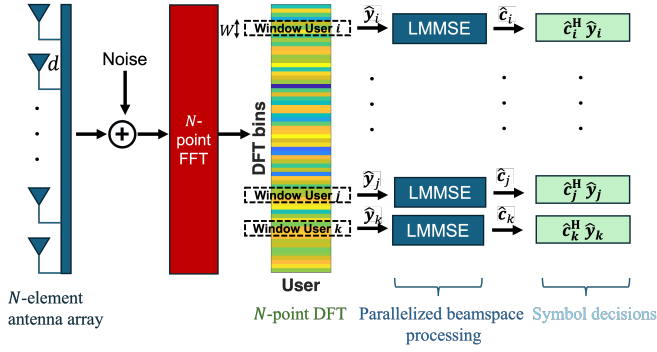 d
Noise
N-
point
FFT
N-element
antenna array
W
DFT bins
Window User i
Window User j
Window User k
User
N-point DFT
ŷᵢ
LMMSE
ĉᵢ
ĉᵢᴴ ŷᵢ
ŷⱼ
LMMSE
ĉⱼ
ĉⱼᴴ ŷⱼ
ŷₖ
LMMSE
ĉₖ
ĉₖᴴ ŷₖ
Parallelized beamspace
processing
Symbol decisions